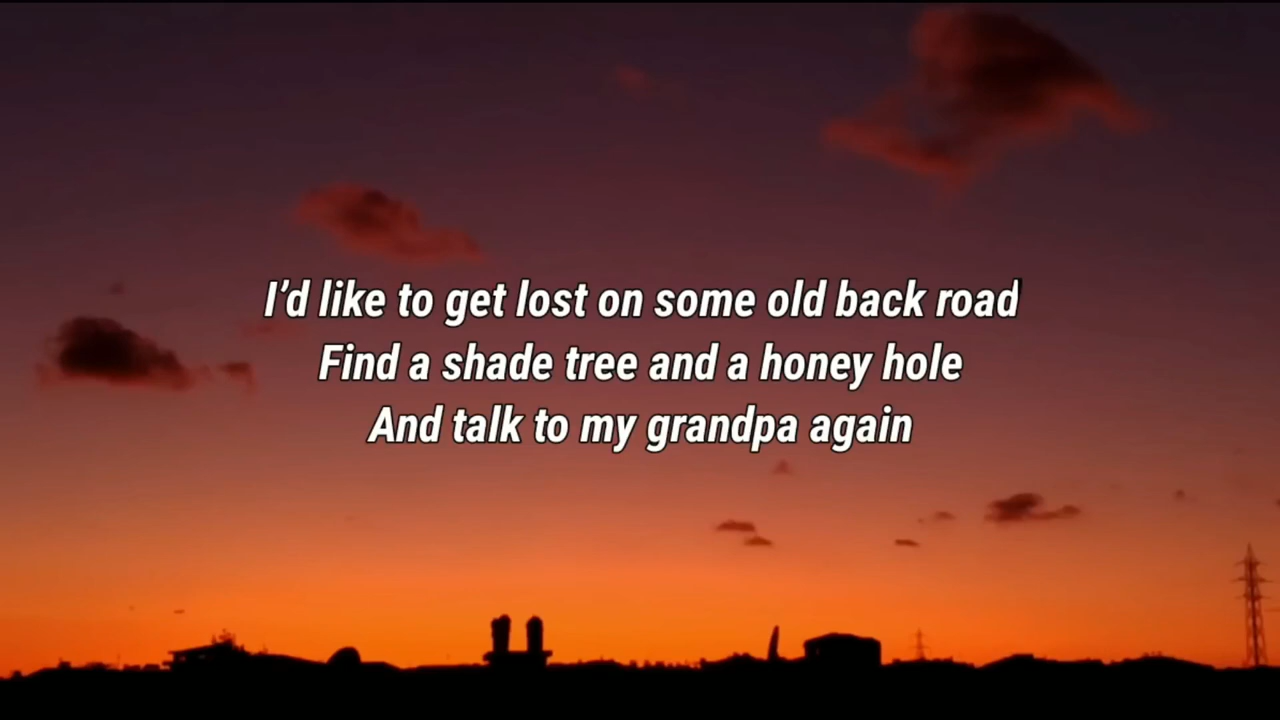 I’d like to get lost on some old back road
Find a shade tree and a honey hole
And talk to my grandpa again